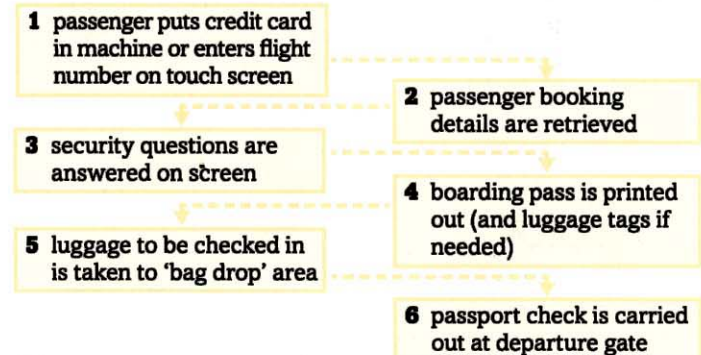 1 passenger puts credit card
in machine or enters flight
number on touch screen
2 passenger booking
details are retrieved
3 security questions are
answered on screen
4 boarding pass is printed
out (and luggage tags if
needed)
5 luggage to be checked in
is taken to ‘bag drop’ area
6 passport check is carried
out at departure gate